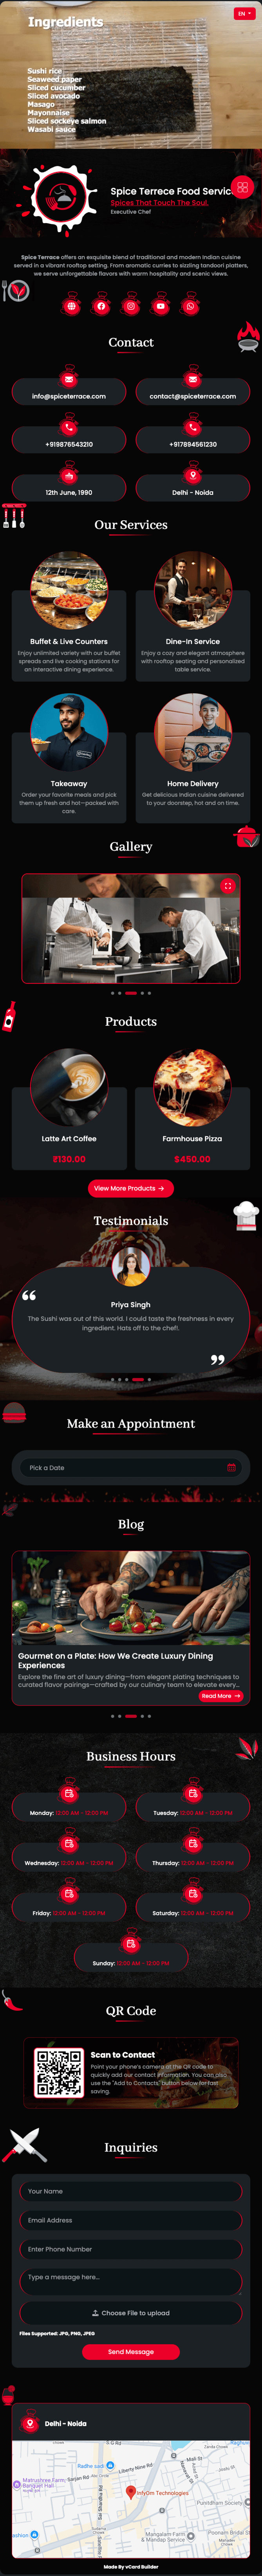 Ingredients
EN
Sushi rice
Seaweed paper
Sliced cucumber
Sliced avocado
Masago
Mayonnaise
Sliced sockeye salmon
Wasabi sauce
Spice Terrece Food Servic
Spices That Touch The Soul.
Executive Chef
Spice Terrace offers an exquisite blend of traditional and modern Indian cuisine
served in a vibrant rooftop setting. From aromatic curries to sizzling tandoori platters,
we serve unforgettable flavors with warm hospitality and scenic views.
Contact
info@spiceterrace.com
contact@spiceterrace.com
+919876543210
+917894561230
12th June, 1990
Delhi - Noida
Our Services
Buffet & Live Counters
Enjoy unlimited variety with our buffet
spreads and live cooking stations for
an interactive dining experience.
Dine-In Service
Enjoy a cozy and elegant atmosphere
with rooftop seating and personalized
table service.
Takeaway
Order your favorite meals and pick
them up fresh and hot—packed with
care.
Home Delivery
Get delicious Indian cuisine delivered
to your doorstep, hot and on time.
Gallery
Products
Latte Art Coffee
₹130.00
Farmhouse Pizza
$450.00
View More Products →
Testimonials
Priya Singh
The Sushi was out of this world. I could taste the freshness in every
ingredient. Hats off to the chef!.
Make an Appointment
Pick a Date
Blog
Gourmet on a Plate: How We Create Luxury Dining
Experiences
Explore the fine art of luxury dining—from elegant plating techniques to
curated flavor pairings—crafted by our culinary team to elevate every...
Read More →
Business Hours
Monday: 12:00 AM - 12:00 PM
Tuesday: 12:00 AM - 12:00 PM
Wednesday: 12:00 AM - 12:00 PM
Thursday: 12:00 AM - 12:00 PM
Friday: 12:00 AM - 12:00 PM
Saturday: 12:00 AM - 12:00 PM
Sunday: 12:00 AM - 12:00 PM
QR Code
Scan to Contact
Point your phone's camera at the QR code to
quickly add our contact information. You can also
use the "Add to Contacts" button below for fast
saving.
Inquiries
Your Name
Email Address
Enter Phone Number
Type a message here...
Choose File to upload
Files Supported: JPG, PNG, JPEG
Send Message
Delhi - Noida
InfyOm Technologies
Made By vCard Builder